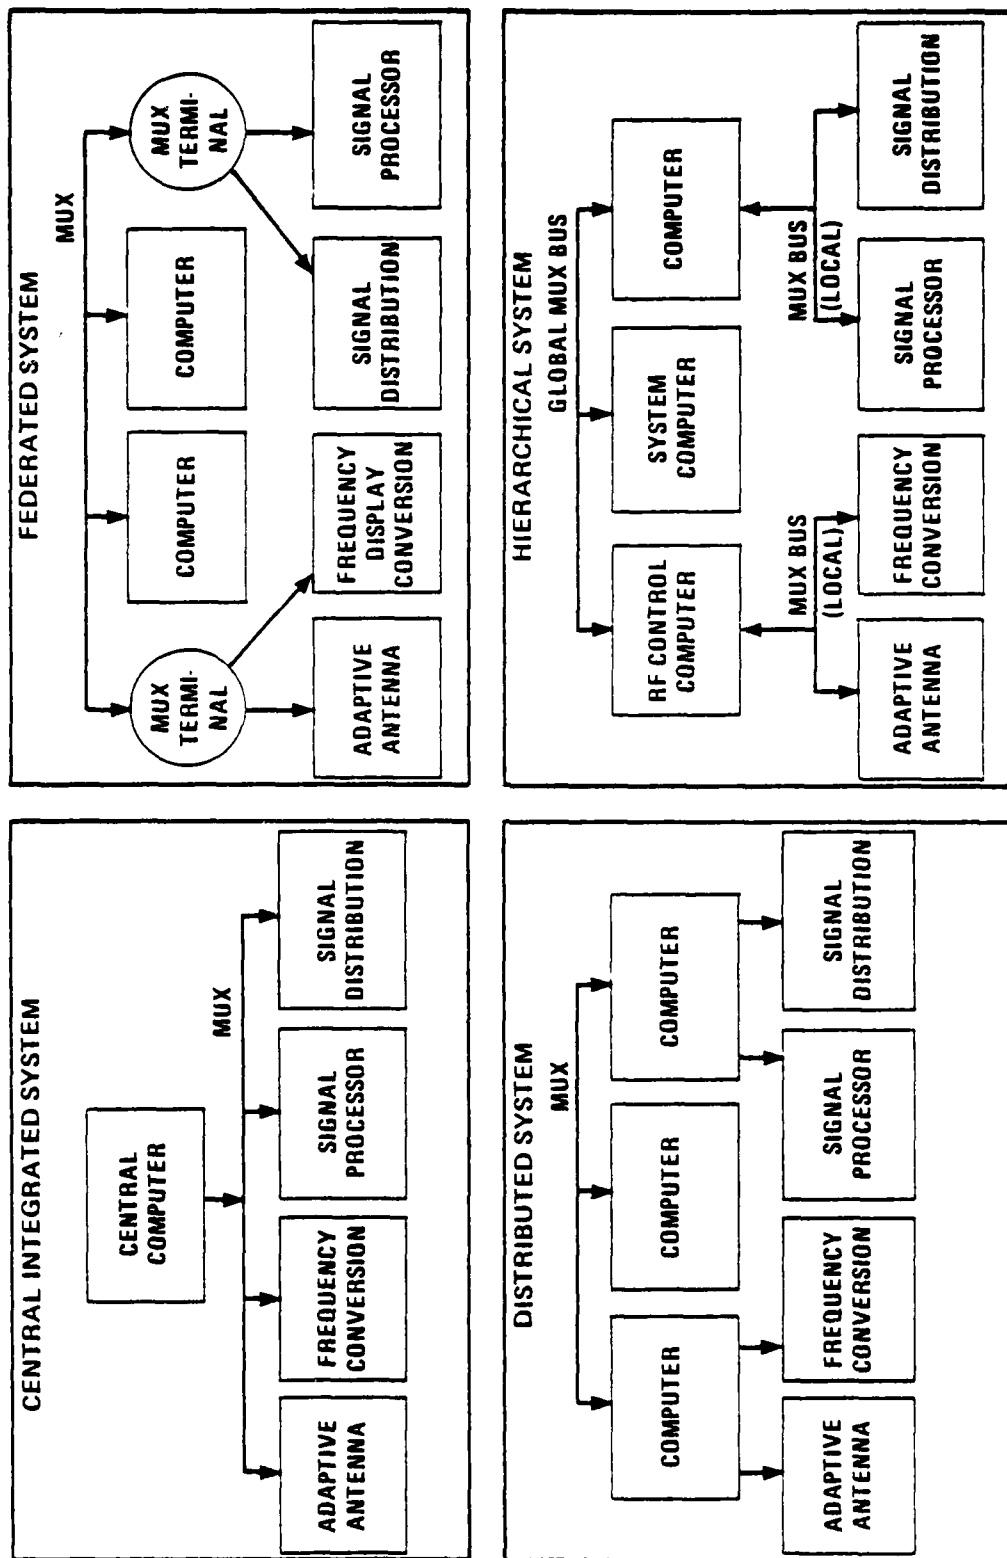 CENTRAL INTEGRATED SYSTEM
CENTRAL
COMPUTER
MUX
ADAPTIVE
ANTENNA
FREQUENCY
CONVERSION
SIGNAL
PROCESSOR
SIGNAL
DISTRIBUTION
FEDERATED SYSTEM
MUX
MUX
TERMI-
NAL
COMPUTER
COMPUTER
MUX
TERMI-
NAL
ADAPTIVE
ANTENNA
FREQUENCY
DISPLAY
CONVERSION
SIGNAL
DISTRIBUTION
SIGNAL
PROCESSOR
DISTRIBUTED SYSTEM
MUX
COMPUTER
COMPUTER
COMPUTER
ADAPTIVE
ANTENNA
FREQUENCY
CONVERSION
SIGNAL
PROCESSOR
SIGNAL
DISTRIBUTION
HIERARCHICAL SYSTEM
GLOBAL MUX BUS
RF CONTROL
COMPUTER
SYSTEM
COMPUTER
COMPUTER
MUX BUS
(LOCAL)
MUX BUS
(LOCAL)
ADAPTIVE
ANTENNA
FREQUENCY
CONVERSION
SIGNAL
PROCESSOR
SIGNAL
DISTRIBUTION